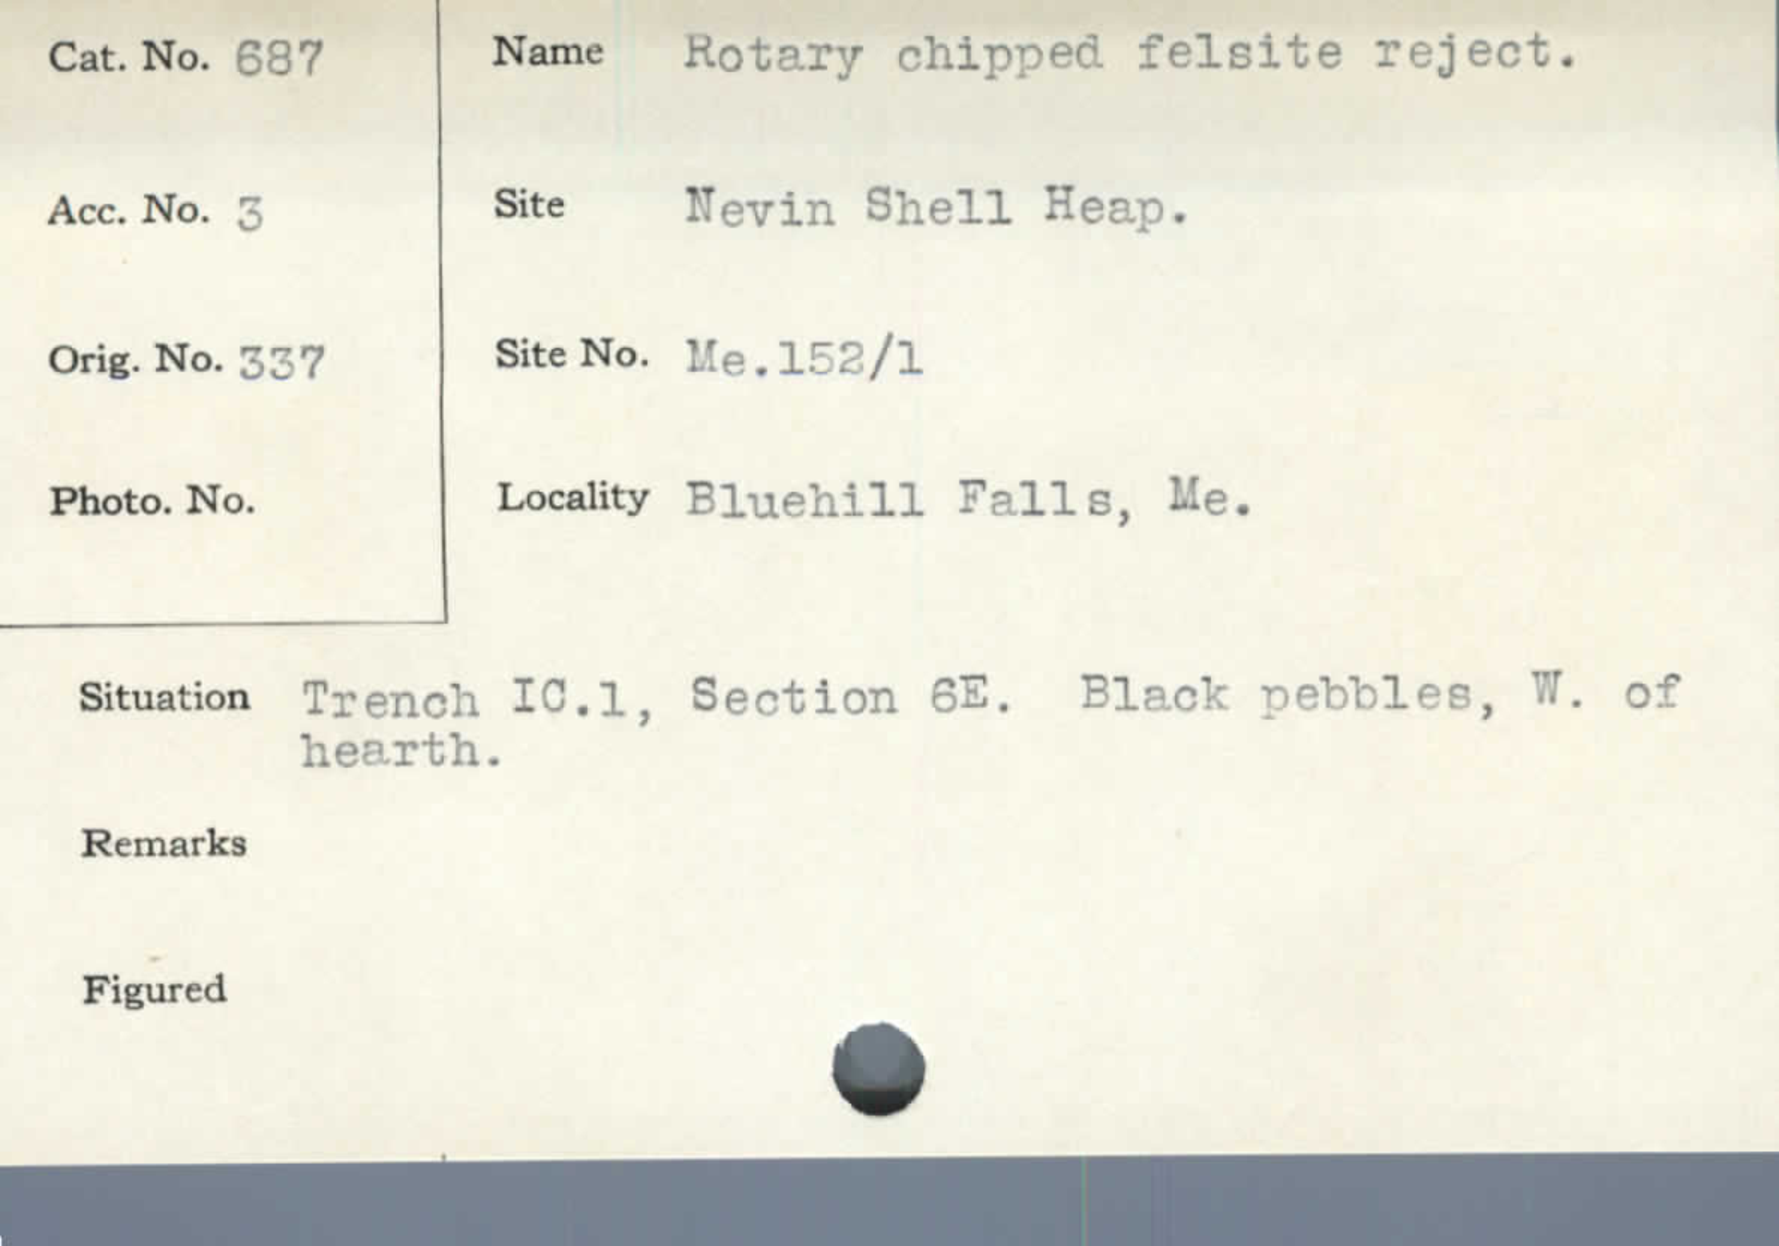 Cat. No. 687
Name Rotary chipped felsite reject.
Acc. No. 3
Site Nevin Shell Heap.
Orig. No. 337
Site No. Me.152/1
Photo. No.
Locality Bluehill Falls, Me.
Situation Trench IC.1, Section 6E. Black pebbles, W. of
hearth.
Remarks
Figured